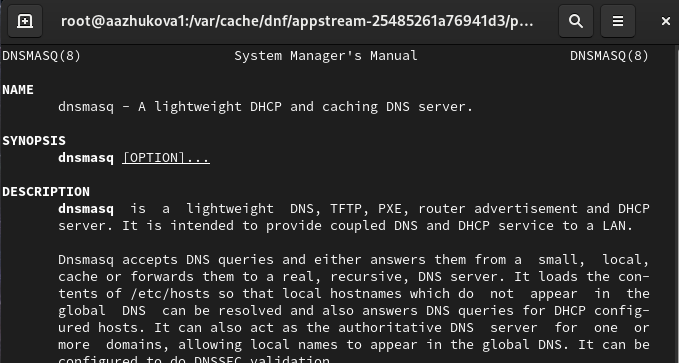 root@aazhukova1:/var/cache/dnf/appstream-25485261a76941d3/p...
DNSMASQ(8) System Manager's Manual DNSMASQ(8)
NAME
dnsmasq - A lightweight DHCP and caching DNS server.
SYNOPSIS
dnsmasq [OPTION]...
DESCRIPTION
dnsmasq is a lightweight DNS, TFTP, PXE, router advertisement and DHCP
server. It is intended to provide coupled DNS and DHCP service to a LAN.
Dnsmasq accepts DNS queries and either answers them from a small, local,
cache or forwards them to a real, recursive, DNS server. It loads the con-
tents of /etc/hosts so that local hostnames which do not appear in the
global DNS can be resolved and also answers DNS queries for DHCP config-
ured hosts. It can also act as the authoritative DNS server for one or
more domains, allowing local names to appear in the global DNS. It can be
configured to do DNSSEC validation.